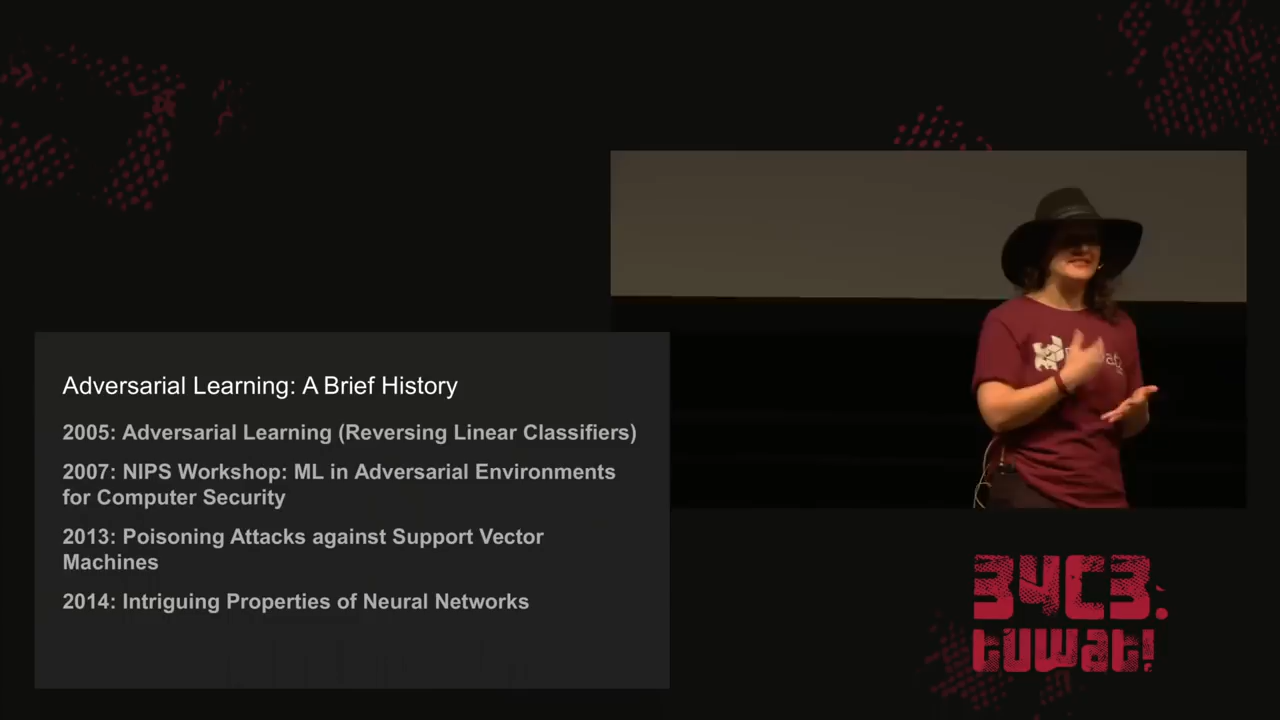 Adversarial Learning: A Brief History
2005: Adversarial Learning (Reversing Linear Classifiers)
2007: NIPS Workshop: ML in Adversarial Environments
for Computer Security
2013: Poisoning Attacks against Support Vector
Machines
2014: Intriguing Properties of Neural Networks
34C3.
tuwat!